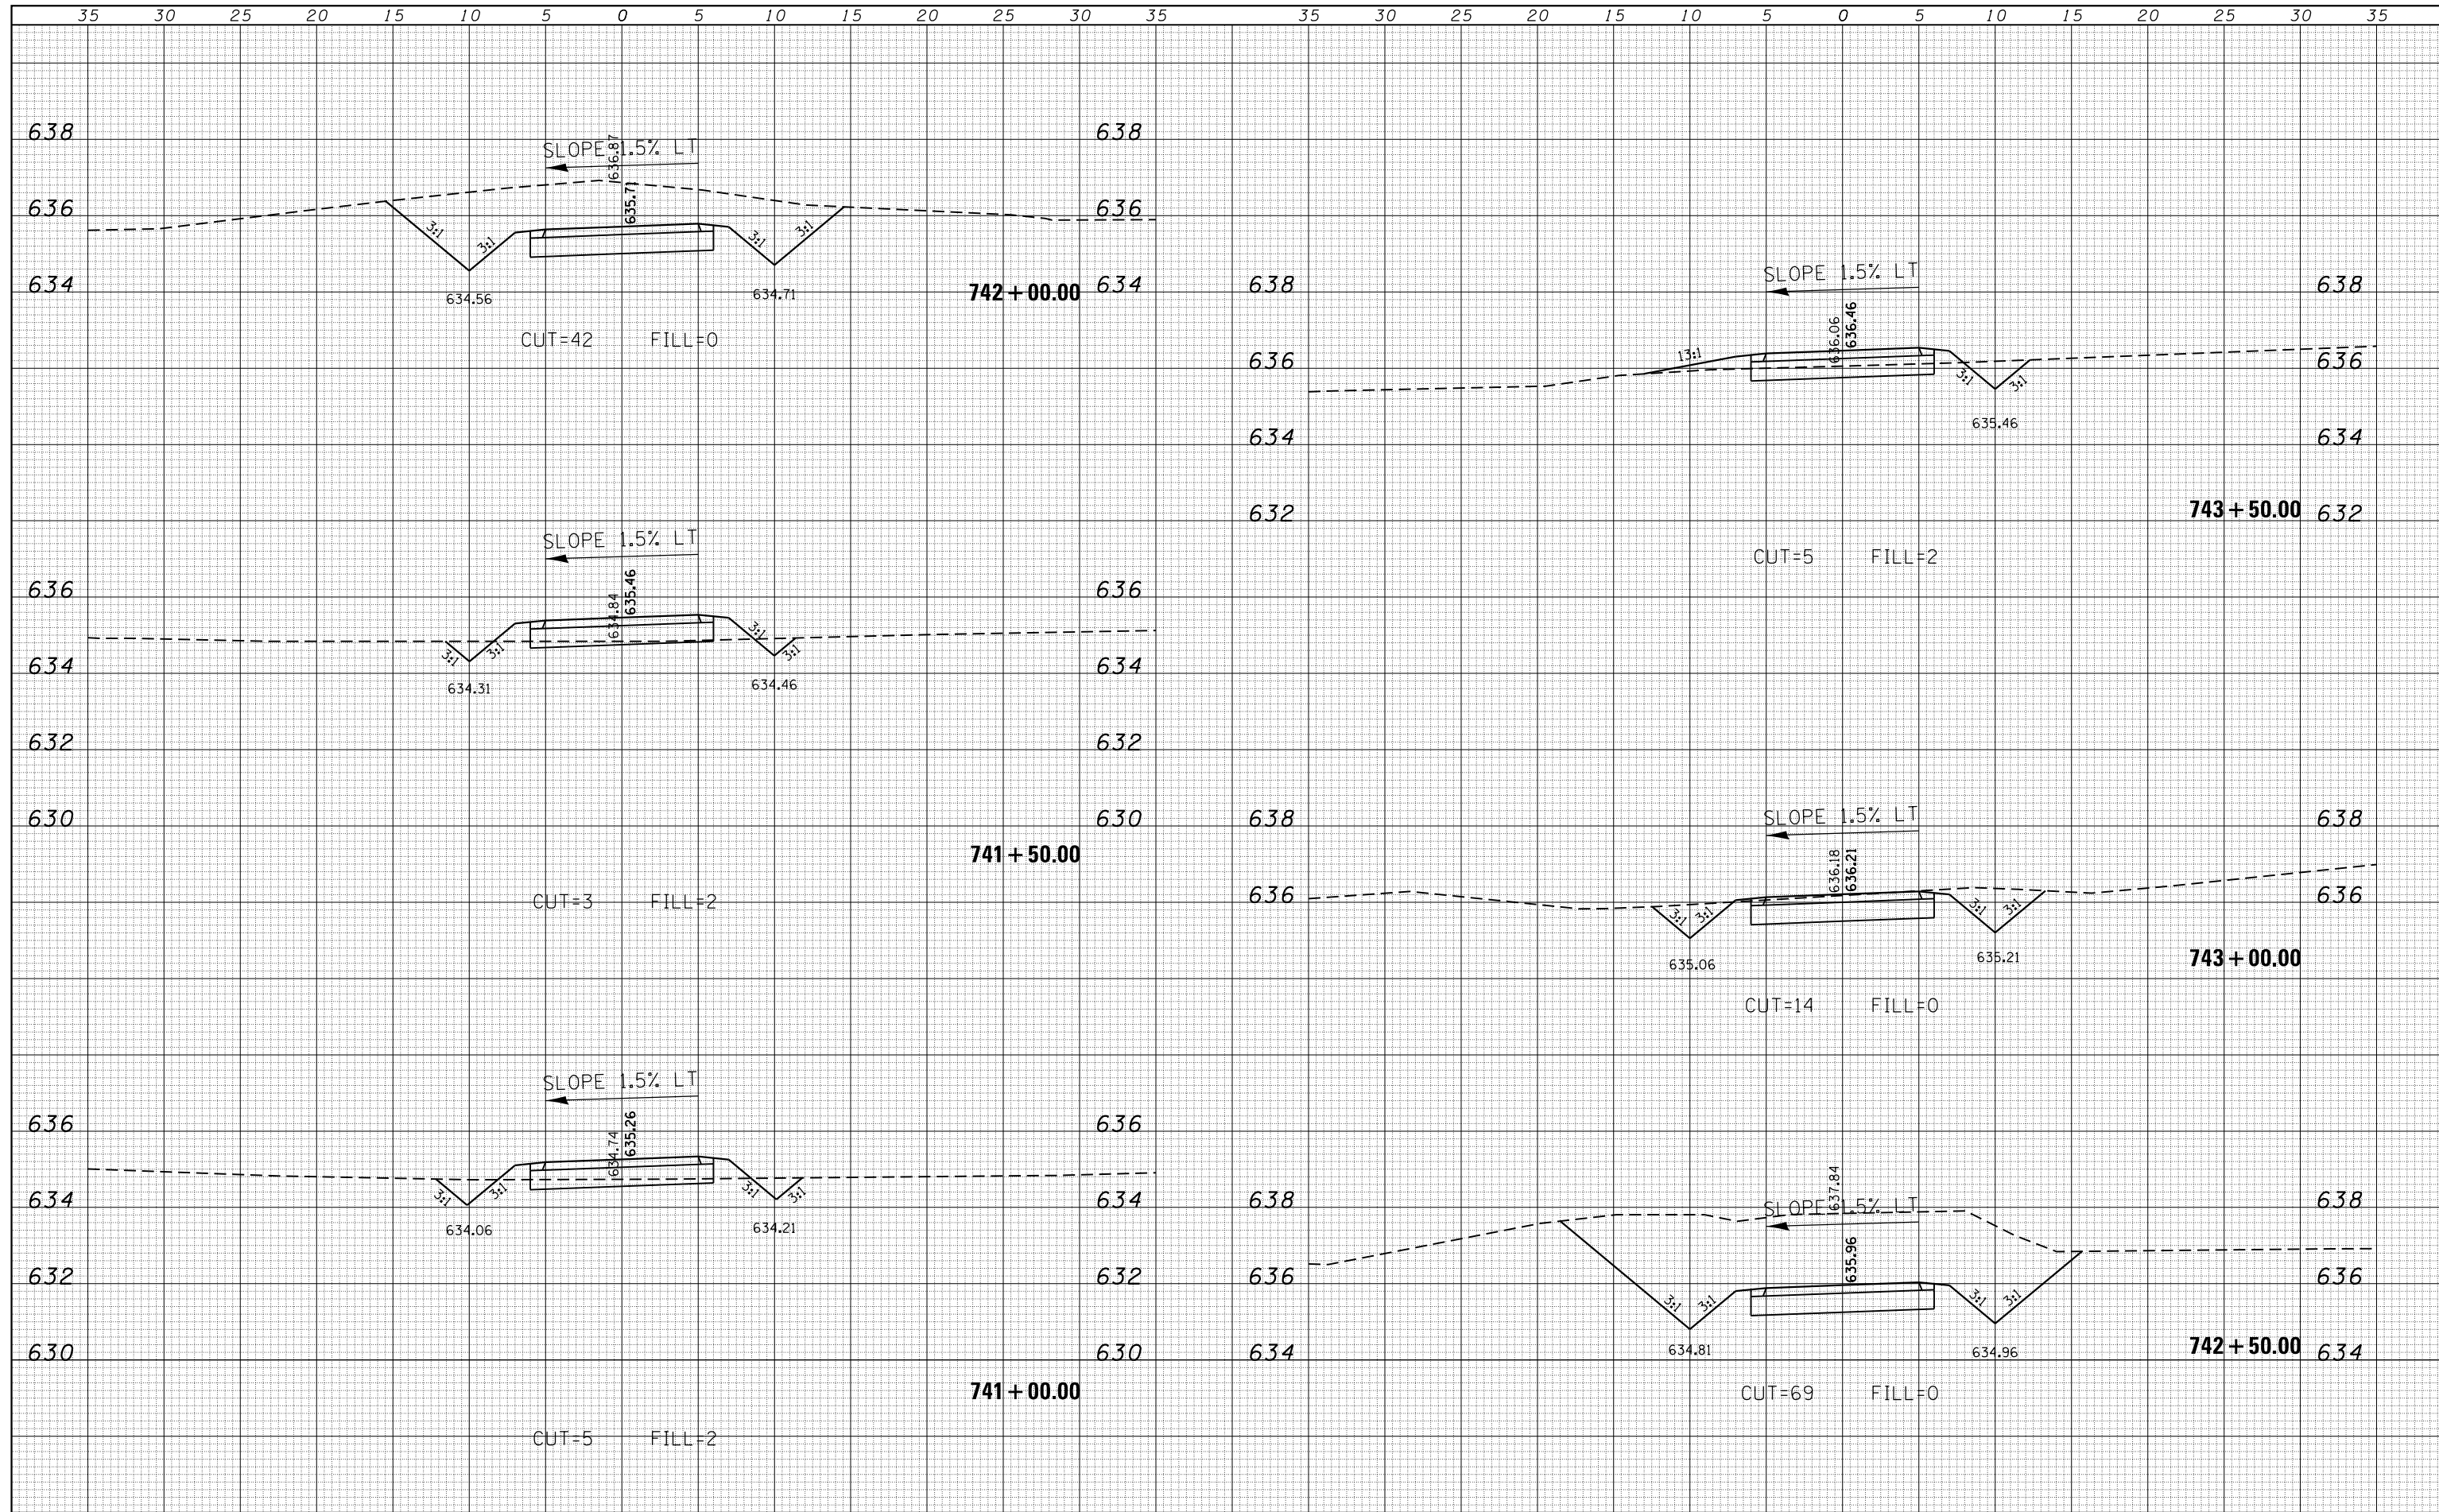 35 30 25 20 15 10 5 0 5 10 15 20 25 30 35 35 30 25 20 15 10 5 0 5 10 15 20 25 30 35
638 638
SLOPE 1.5% LT
636.87
635.71
636 636
3:1 3:1 3:1 3:1
634 634
634.56 634.71
742+00.00
CUT=42 FILL=0
SLOPE 1.5% LT
634.84
635.46
636 636
3:1 3:1 3:1 3:1
634 634
634.31 634.46
632 632
630 630
741+50.00
CUT=3 FILL=2
SLOPE 1.5% LT
634.74
635.26
636 636
3:1 3:1 3:1 3:1
634 634
634.06 634.21
632 632
630 630
741+00.00
CUT=5 FILL=2
SLOPE 1.5% LT
638 638
636.06
636.46
13:1
636 636
3:1 3:1
635.46
634 634
632 632
743+50.00
CUT=5 FILL=2
SLOPE 1.5% LT
638 638
636.18
636.21
636 636
3:1 3:1 3:1 3:1
635.06 635.21
743+00.00
CUT=14 FILL=0
637.84
SLOPE 1.5% LT
638 638
635.96
636 636
3:1 3:1 3:1 3:1
634.81 634.96
634 634
742+50.00
CUT=69 FILL=0